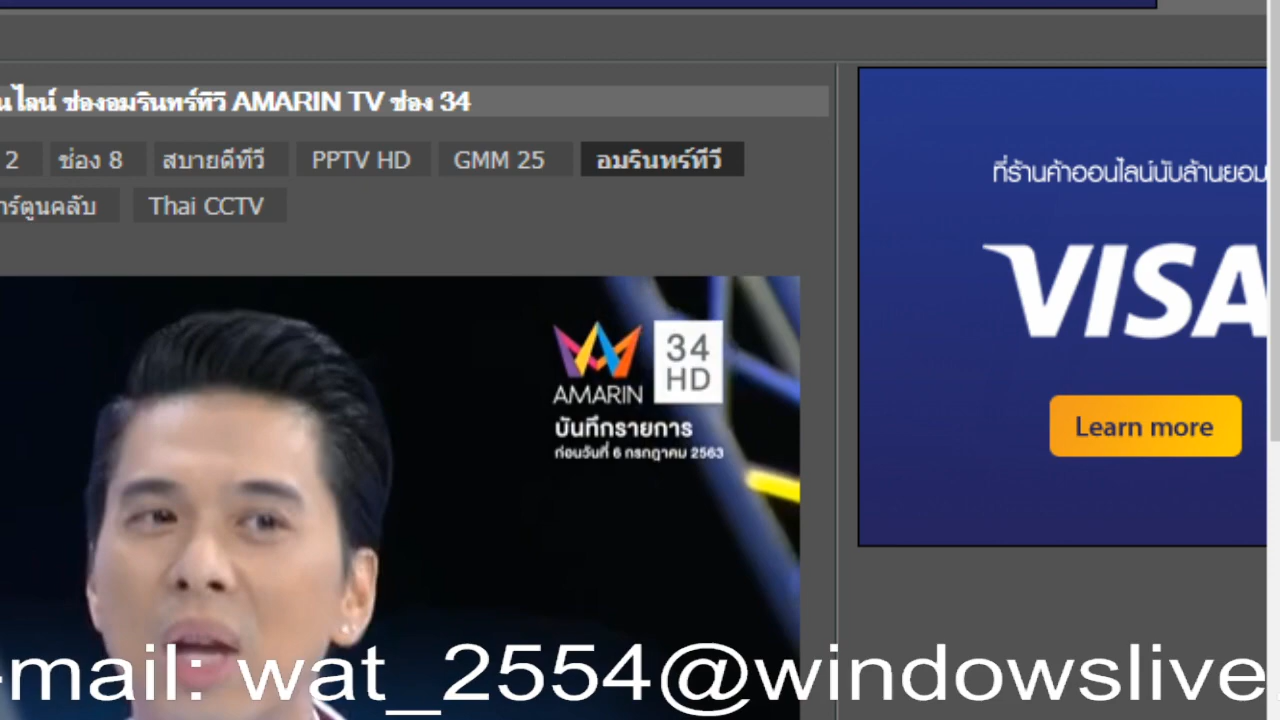 นไลน์ ช่องอมรินทร์ทีวี AMARIN TV ช่อง 34
2 ช่อง 8 สบายดีทีวี PPTV HD GMM 25 อมรินทร์ทีวี
าร์ตูนคลับ Thai CCTV
ที่ร้านค้าออนไลน์นับล้านยอม
VISA
Learn more
AMARIN 34 HD
บันทึกรายการ
ก่อนวันที่ 6 กรกฎาคม 2563
-mail: wat_2554@windowslive